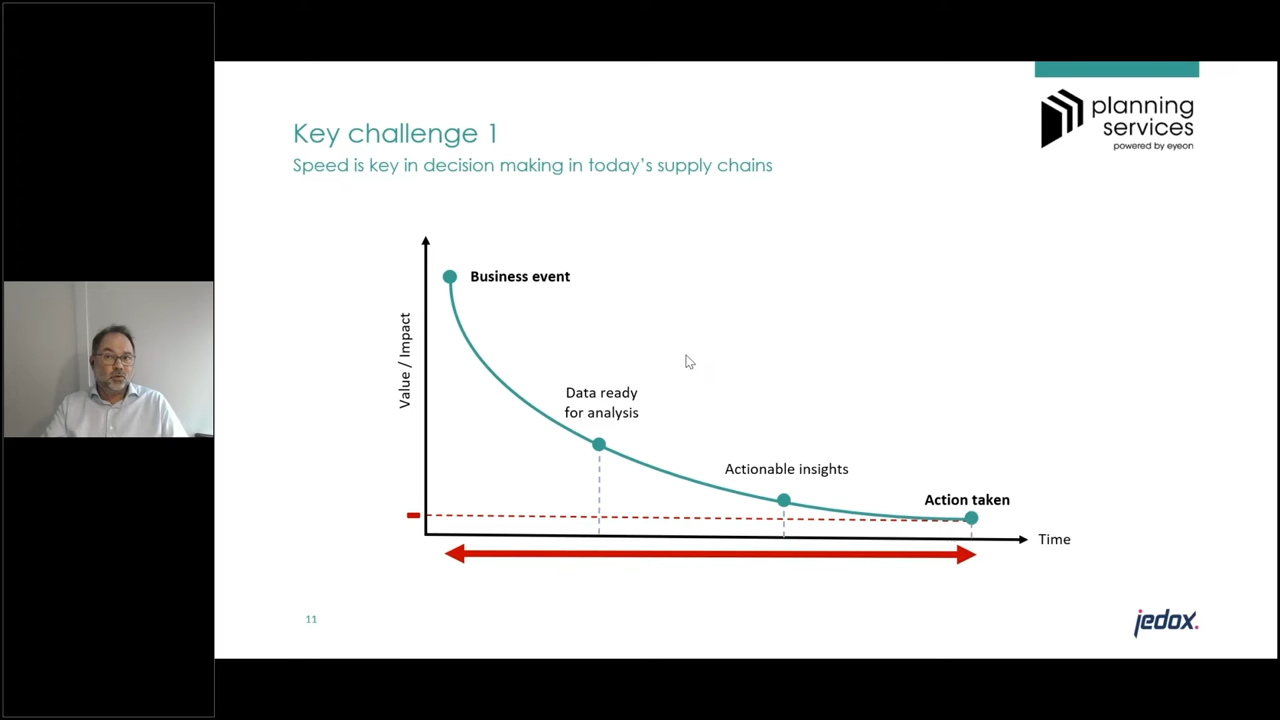 Key challenge 1
Speed is key in decision making in today's supply chains
planning
services
powered by eyeon
Business event
Value / Impact
Data ready
for analysis
Actionable insights
Action taken
Time
11
jedox.